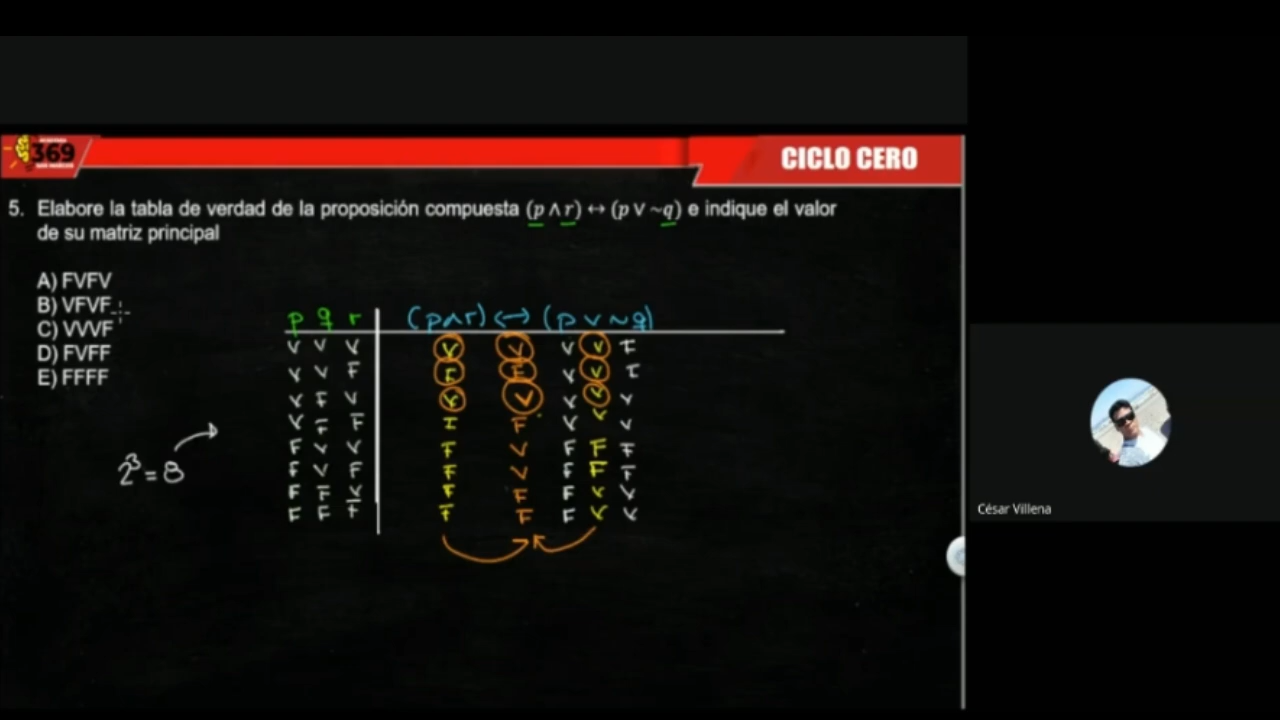 369
CICLO CERO
5. Elabore la tabla de verdad de la proposición compuesta (p ∧ r) ↔ (p ∨ ~q) e indique el valor
de su matriz principal
A) FVFV
B) VFVF
C) VVVF
D) FVFF
E) FFFF
p q r (p∧r) ↔ (p ∨ ~q)
V V V V V V V F
V V F F F V V F
V F V V V V V V
V F F F F V V V
F V V F V F F F
F V F F V F F F
F F V F F F V V
F F F F F F V V
2³=8
César Villena